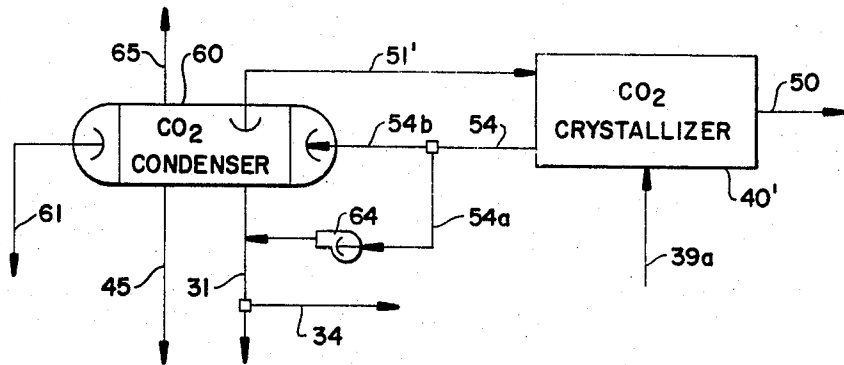 65
60
51'
50
CO2
CONDENSER
54b
54
CO2
CRYSTALLIZER
61
64
54a
40'
45
31
34
39a